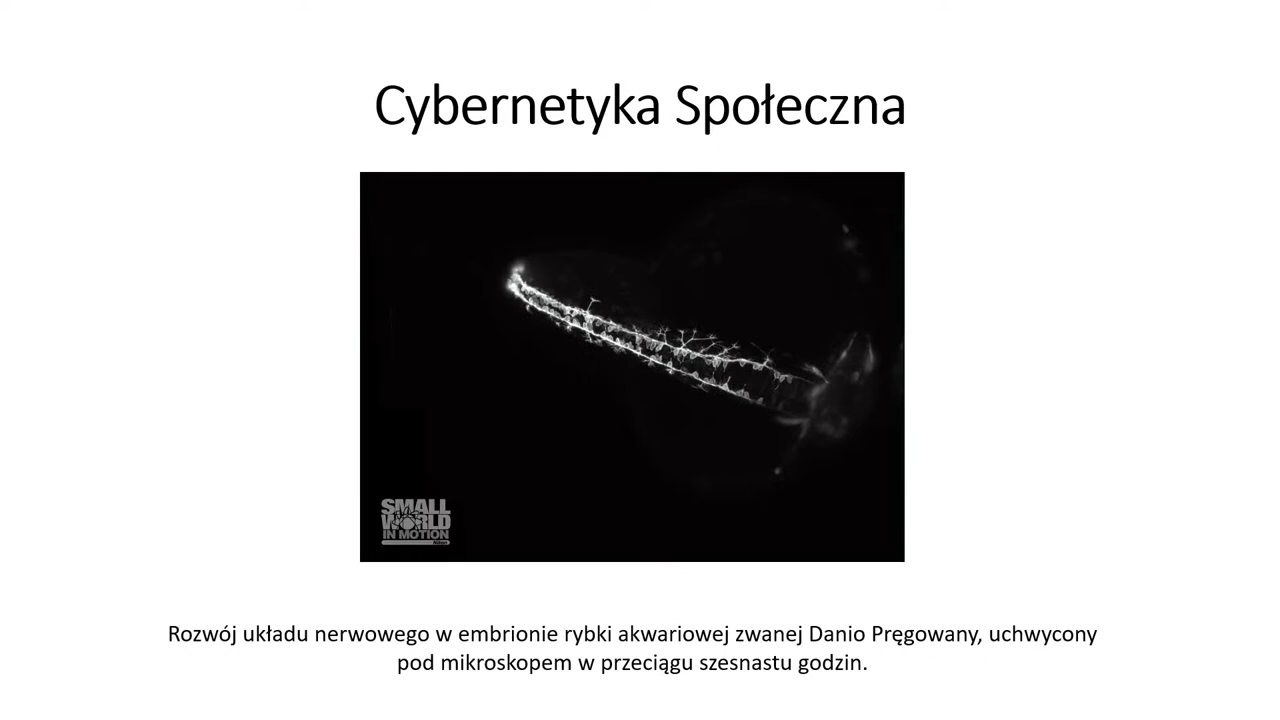 Cybernetyka Społeczna
SMALL
WORLD
IN MOTION
Nikon
Rozwój układu nerwowego w embrionie rybki akwariowej zwanej Danio Pręgowany, uchwycony
pod mikroskopem w przeciągu szesnastu godzin.